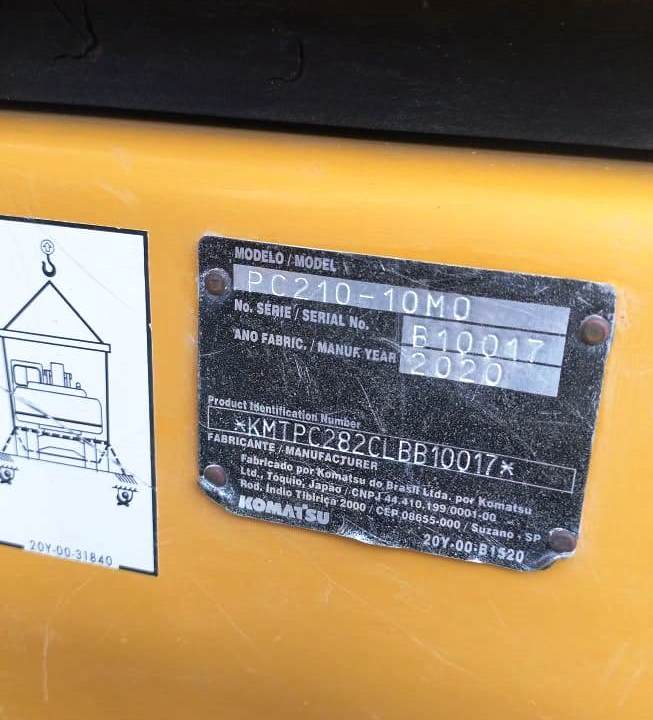 MODELO / MODEL
PC210-10M0
No. SÉRIE / SERIAL No.
B10017
ANO FABRIC. / MANUF. YEAR
2020
Product Identification Number
*KMTPC282CLBB10017*
FABRICANTE / MANUFACTURER
Fabricado por Komatsu do Brasil Ltda. por Komatsu
Ltd., Tóquio, Japão / CNPJ 44.410.199/0001-00
Rod. Índio Tibiriça 2000 / CEP 08655-000 / Suzano , SP
KOMATSU
20Y-00-B1520
20Y-00-31840